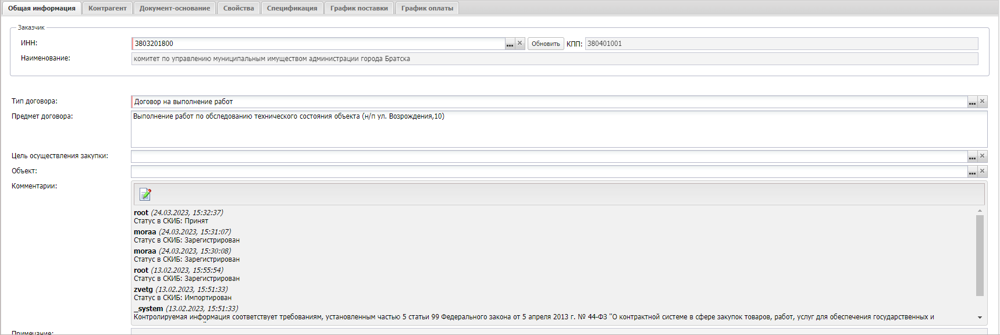 Общая информация Контрагент Документ-основание Свойства Спецификация График поставки График оплаты
Заказчик
ИНН: 3803201800 ... × Обновить КПП: 380401001
Наименование: комитет по управлению муниципальным имуществом администрации города Братска
Тип договора: Договор на выполнение работ ... ×
Предмет договора: Выполнение работ по обследованию технического состояния объекта (н/п ул. Возрождения,10)
Цель осуществления закупки: ... ×
Объект: ... ×
Комментарии:
root (24.03.2023, 15:32:37)
Статус в СКИБ: Принят
moraa (24.03.2023, 15:31:07)
Статус в СКИБ: Зарегистрирован
moraa (24.03.2023, 15:30:08)
Статус в СКИБ: Зарегистрирован
root (13.02.2023, 15:55:54)
Статус в СКИБ: Зарегистрирован
zvetg (13.02.2023, 15:51:33)
Статус в СКИБ: Импортирован
_system (13.02.2023, 15:51:33)
Контролируемая информация соответствует требованиям, установленным частью 5 статьи 99 Федерального закона от 5 апреля 2013 г. № 44-ФЗ "О контрактной системе в сфере закупок товаров, работ, услуг для обеспечения государственных и
Примечание: